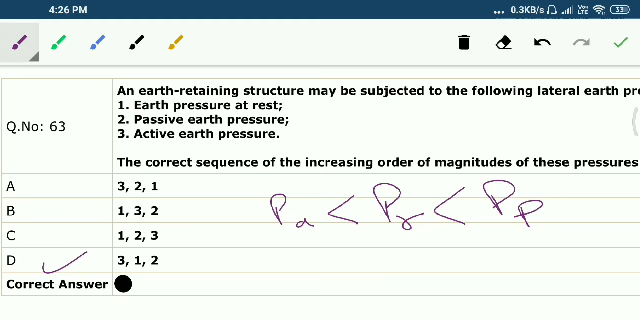 4:26 PM
... 0.3KB/s VoLTE 33
Q.No: 63
An earth-retaining structure may be subjected to the following lateral earth pre
1. Earth pressure at rest;
2. Passive earth pressure;
3. Active earth pressure.
The correct sequence of the increasing order of magnitudes of these pressures
A 3, 2, 1
B 1, 3, 2
C 1, 2, 3
D 3, 1, 2
Correct Answer
Pa < Pr < Pp